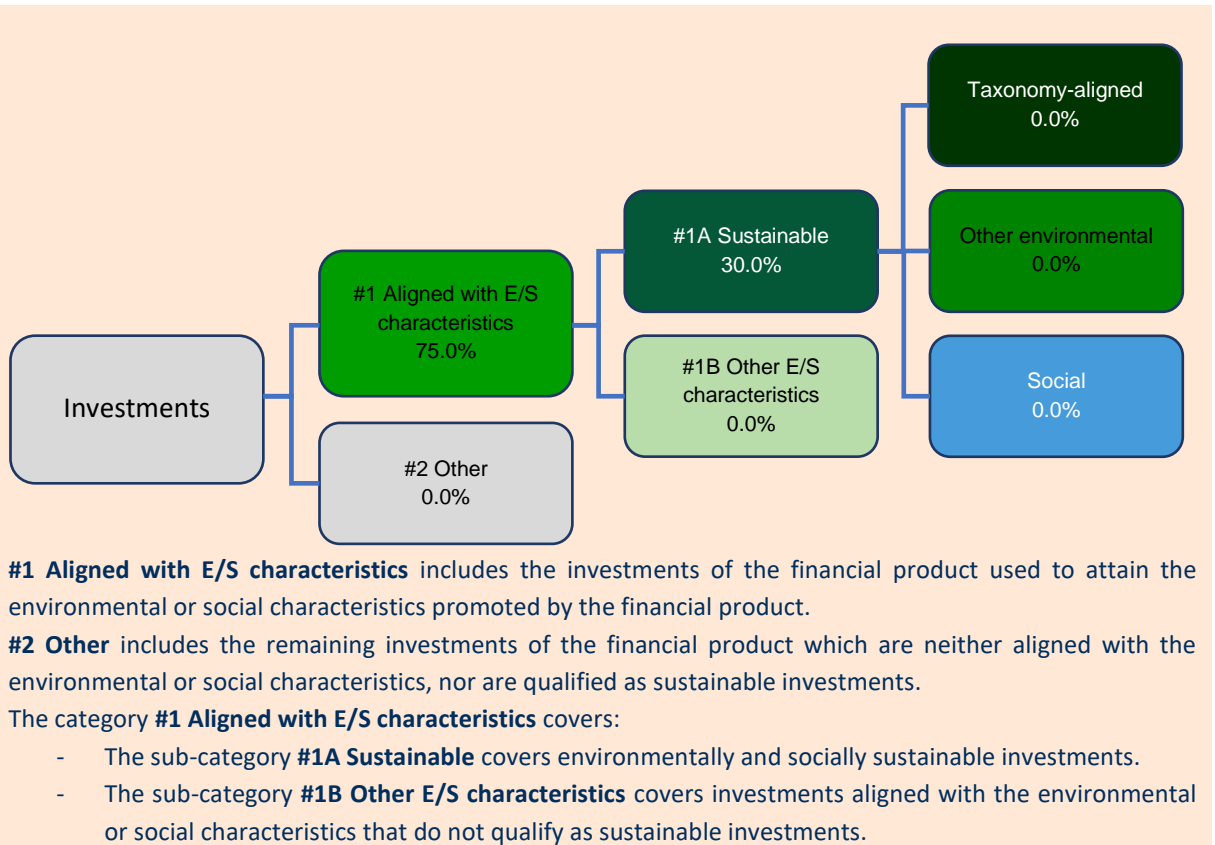 Investments
#1 Aligned with E/S
characteristics
75.0%
#2 Other
0.0%
#1A Sustainable
30.0%
#1B Other E/S
characteristics
0.0%
Taxonomy-aligned
0.0%
Other environmental
0.0%
Social
0.0%
#1 Aligned with E/S characteristics includes the investments of the financial product used to attain the
environmental or social characteristics promoted by the financial product.
#2 Other includes the remaining investments of the financial product which are neither aligned with the
environmental or social characteristics, nor are qualified as sustainable investments.
The category #1 Aligned with E/S characteristics covers:
- The sub-category #1A Sustainable covers environmentally and socially sustainable investments.
- The sub-category #1B Other E/S characteristics covers investments aligned with the environmental
or social characteristics that do not qualify as sustainable investments.